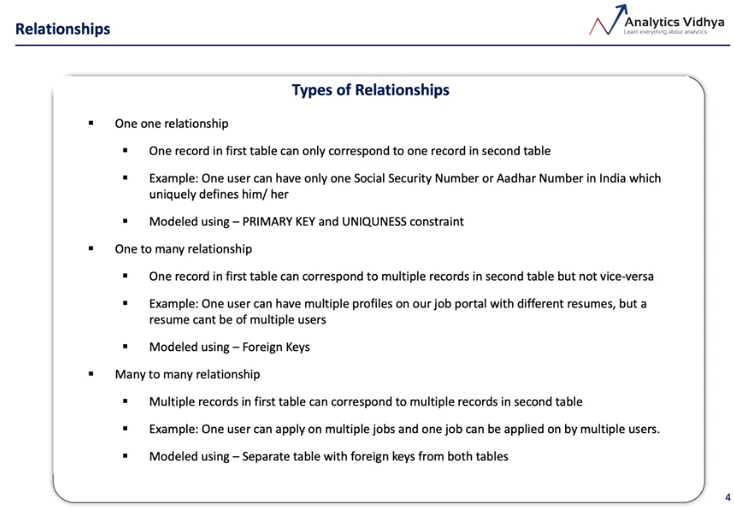 Relationships
Analytics Vidhya
Learn everything about analytics
Types of Relationships
▪ One one relationship
▪ One record in first table can only correspond to one record in second table
▪ Example: One user can have only one Social Security Number or Aadhar Number in India which
uniquely defines him/ her
▪ Modeled using – PRIMARY KEY and UNIQUNESS constraint
▪ One to many relationship
▪ One record in first table can correspond to multiple records in second table but not vice-versa
▪ Example: One user can have multiple profiles on our job portal with different resumes, but a
resume cant be of multiple users
▪ Modeled using – Foreign Keys
▪ Many to many relationship
▪ Multiple records in first table can correspond to multiple records in second table
▪ Example: One user can apply on multiple jobs and one job can be applied on by multiple users.
▪ Modeled using – Separate table with foreign keys from both tables
4